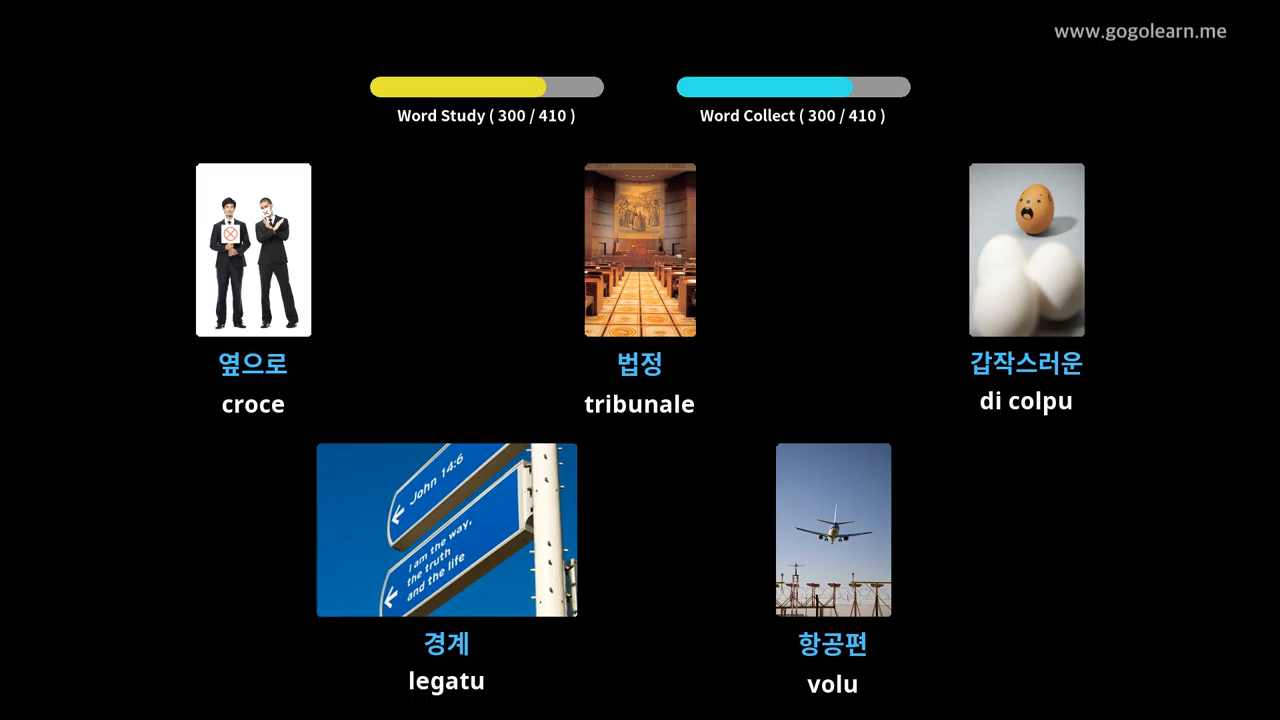 www.gogolearn.me
Word Study ( 300 / 410 )
Word Collect ( 300 / 410 )
옆으로
croce
법정
tribunale
갑작스러운
di colpu
John 14:6
I am the way,
the truth
and the life
경계
legatu
항공편
volu